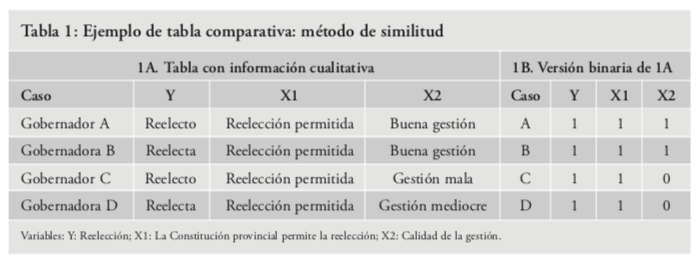 Tabla 1: Ejemplo de tabla comparativa: método de similitud
1A. Tabla con información cualitativa 1B. Versión binaria de 1A
Caso Y X1 X2 Caso Y X1 X2
Gobernador A Reelecto Reelección permitida Buena gestión A 1 1 1
Gobernadora B Reelecta Reelección permitida Buena gestión B 1 1 1
Gobernador C Reelecto Reelección permitida Gestión mala C 1 1 0
Gobernadora D Reelecta Reelección permitida Gestión mediocre D 1 1 0
Variables: Y: Reelección; X1: La Constitución provincial permite la reelección; X2: Calidad de la gestión.